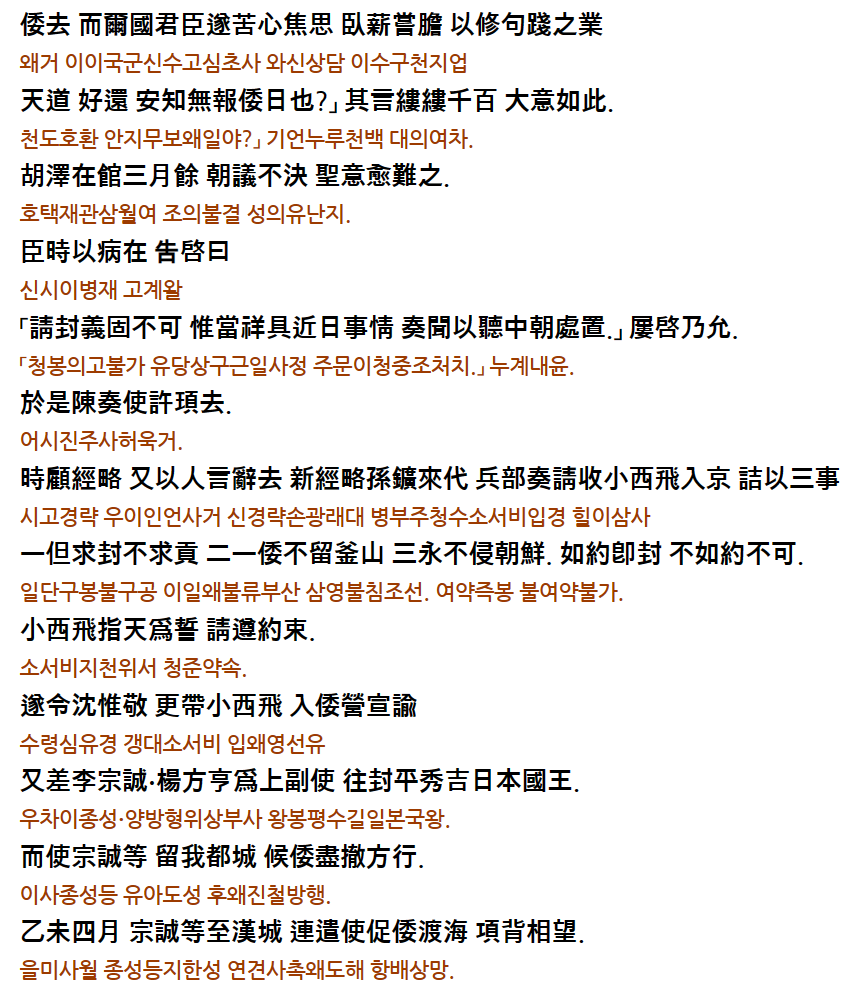 倭去 而爾國君臣遂苦心焦思 臥薪嘗膽 以修句踐之業
왜거 이이국군신수고심초사 와신상담 이수구천지업
天道 好還 安知無報倭日也?」 其言縷縷千百 大意如此.
천도호환 안지무보왜일야?」 기언누루천백 대의여차.
胡澤在館三月餘 朝議不決 聖意愈難之.
호택재관삼월여 조의불결 성의유난지.
臣時以病在 告啓曰
신시이병재 고계왈
「請封義固不可 惟當祥具近日事情 奏聞以聽中朝處置.」 屢啓乃允.
「청봉의고불가 유당상구근일사정 주문이청중조처치.」 누계내윤.
於是陳奏使許頊去.
어시진주사허욱거.
時顧經略 又以人言辭去 新經略孫鑛來代 兵部奏請收小西飛入京 詰以三事
시고경략 우이인언사거 신경략손광래대 병부주청수소서비입경 힐이삼사
一但求封不求貢 二一倭不留釜山 三永不侵朝鮮. 如約卽封 不如約不可.
일단구봉불구공 이일왜불류부산 삼영불침조선. 여약즉봉 불여약불가.
小西飛指天爲誓 請遵約束.
소서비지천위서 청준약속.
遂令沈惟敬 更帶小西飛 入倭營宣諭
수령심유경 갱대소서비 입왜영선유
又差李宗誠·楊方亨爲上副使 往封平秀吉日本國王.
우차이종성·양방형위상부사 왕봉평수길일본국왕.
而使宗誠等 留我都城 候倭盡撤方行.
이사종성등 유아도성 후왜진철방행.
乙未四月 宗誠等至漢城 連遣使促倭渡海 項背相望.
을미사월 종성등지한성 연견사촉왜도해 항배상망.